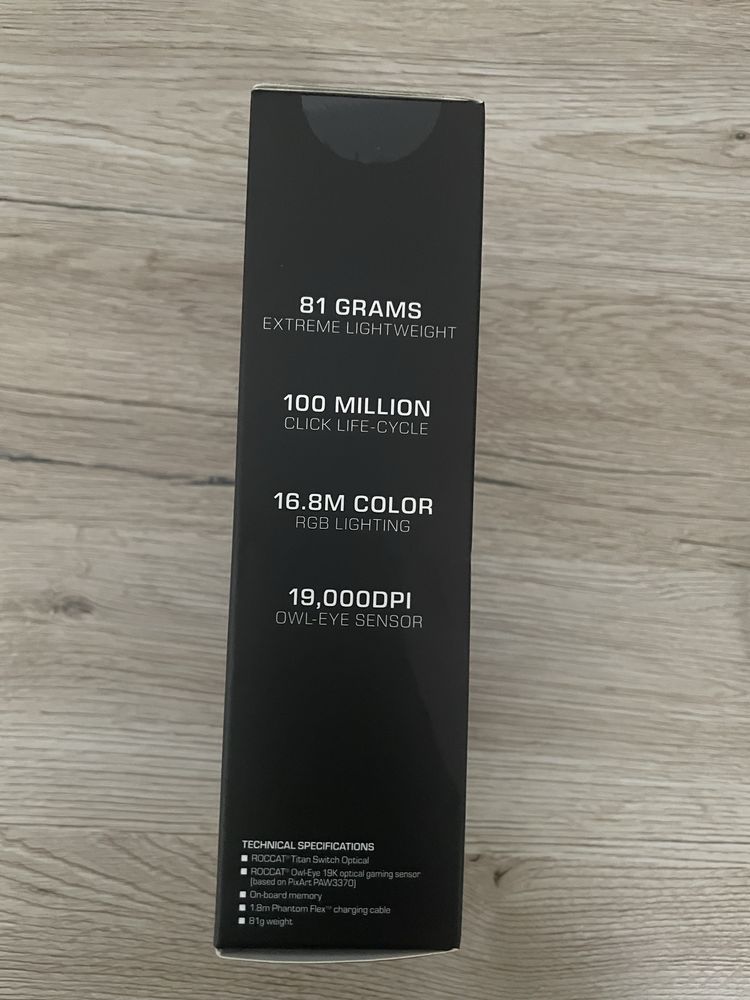 81 GRAMS
EXTREME LIGHTWEIGHT
100 MILLION
CLICK LIFE-CYCLE
16.8M COLOR
RGB LIGHTING
19,000DPI
OWL-EYE SENSOR
TECHNICAL SPECIFICATIONS
■ ROCCAT® Titan Switch Optical
■ ROCCAT® Owl-Eye 19K optical gaming sensor
(based on PixArt PAW3370)
■ On-board memory
■ 1.8m Phantom Flex™ charging cable
■ 81g weight